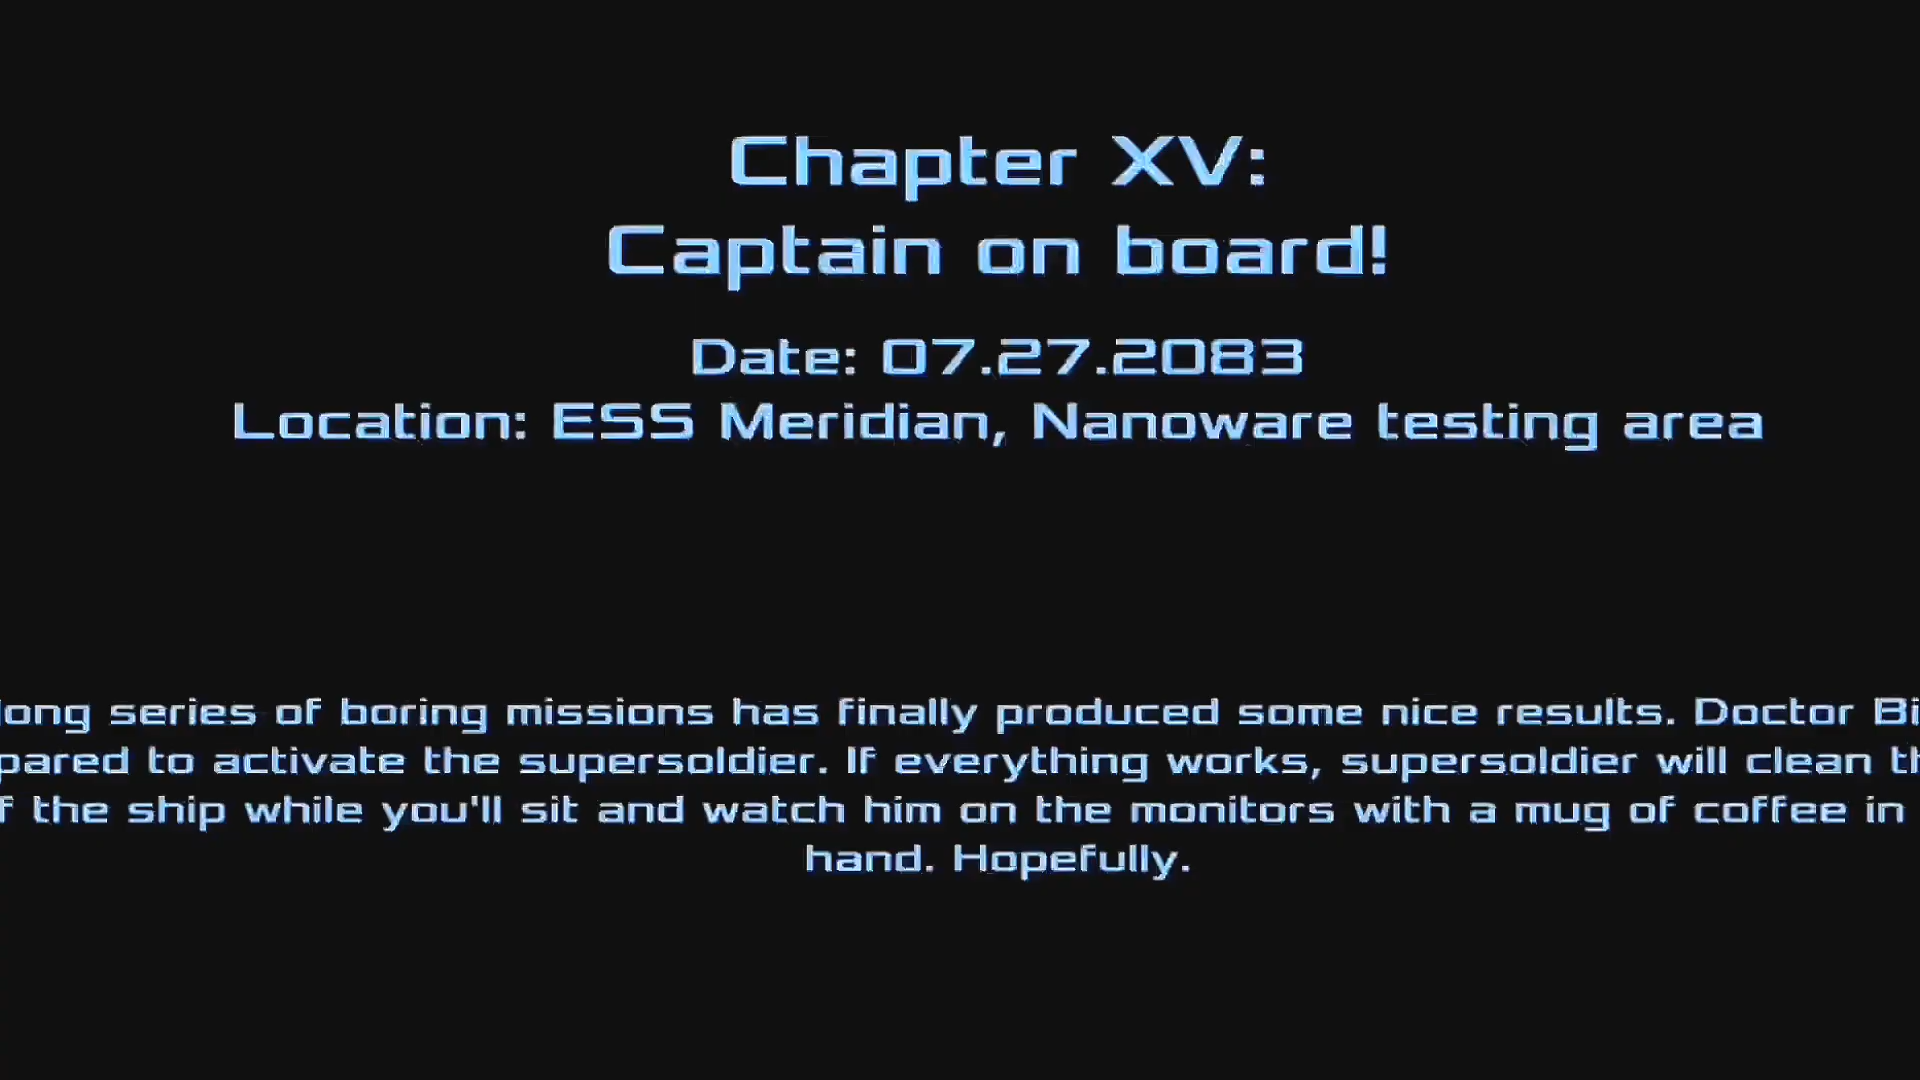 Chapter XV:
Captain on board!
Date: 07.27.2083
Location: ESS Meridian, Nanoware testing area
long series of boring missions has finally produced some nice results. Doctor
to activate the supersoldier. If everything works, supersoldier will clean
the ship while you'll sit and watch him on the monitors with a mug of coffee in
hand. Hopefully.